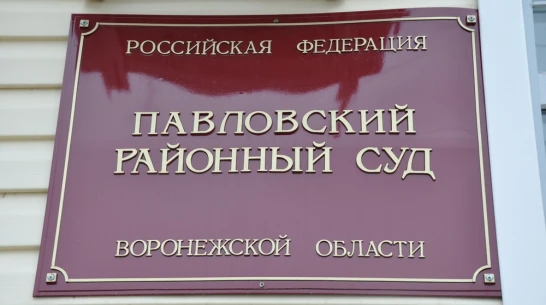 РОССИЙСКАЯ ФЕДЕРАЦИЯ
ПАВЛОВСКИЙ
РАЙОННЫЙ СУД
ВОРОНЕЖСКОЙ ОБЛАСТИ